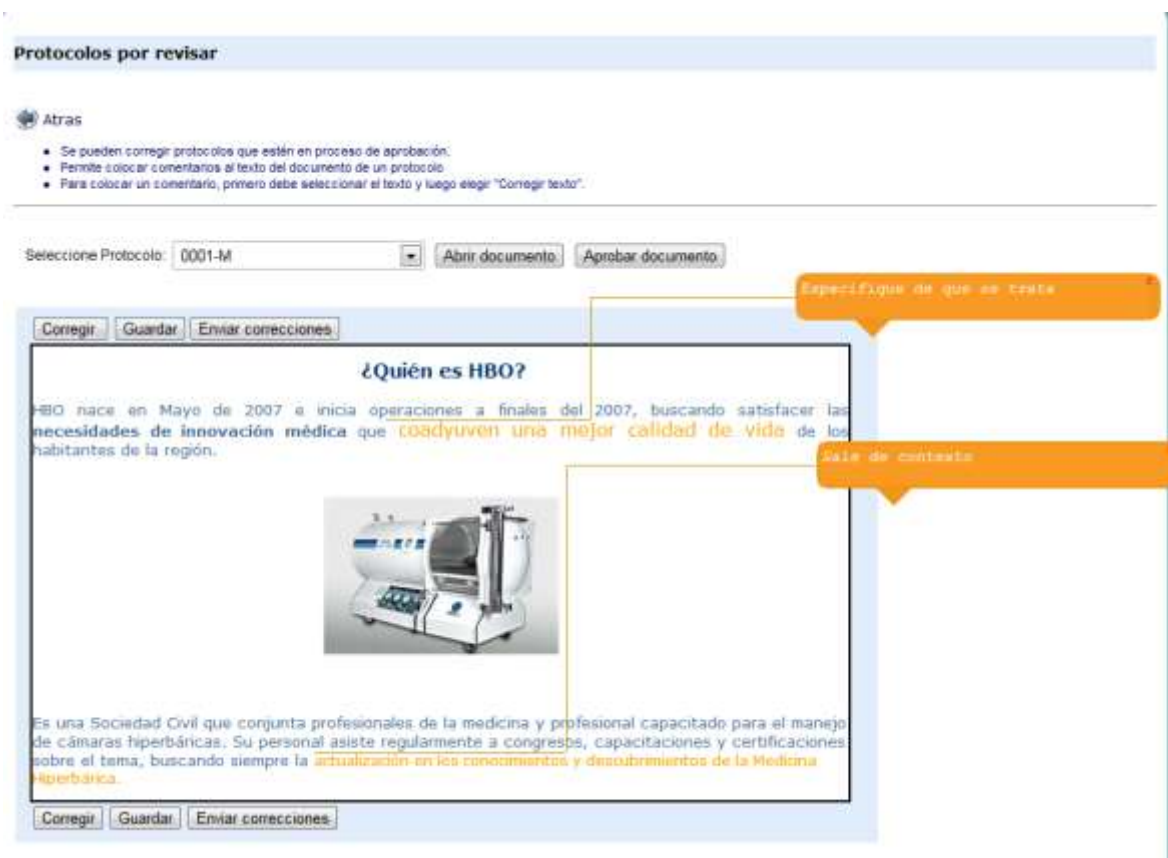 Protocolos por revisar
Atras
Se pueden corregir protocolos que estén en proceso de aprobación.
Permite colocar comentarios al texto del documento de un protocolo
Para colocar un comentario, primero debe seleccionar el texto y luego elegir "Corregir texto".
Seleccione Protocolo: 0001-M Abrir documento Aprobar documento
Especifique de que se trata
Corregir Guardar Enviar correcciones
¿Quién es HBO?
HBO nace en Mayo de 2007 e inicia operaciones a finales del 2007, buscando satisfacer las
necesidades de innovación médica que coadyuven una mejor calidad de vida de los
habitantes de la región.
Sale de contexto
Es una Sociedad Civil que conjunta profesionales de la medicina y profesional capacitado para el manejo
de cámaras hiperbáricas. Su personal asiste regularmente a congresos, capacitaciones y certificaciones
sobre el tema, buscando siempre la actualización en los conocimientos y descubrimientos de la Medicina
Hiperbárica.
Corregir Guardar Enviar correcciones